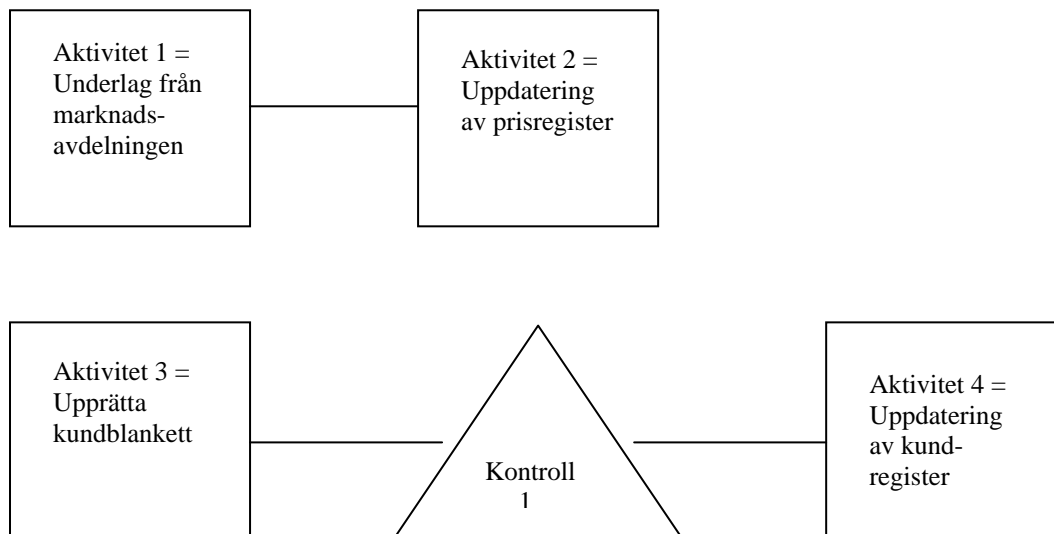 Aktivitet 1 =
Underlag från
marknads-
avdelningen
Aktivitet 2 =
Uppdatering
av prisregister
Aktivitet 3 =
Upprätta
kundblankett
Kontroll
1
Aktivitet 4 =
Uppdatering
av kund-
register